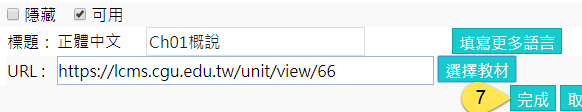 隱藏 可用
標題：正體中文 Ch01概說 填寫更多語言
URL : https://lcms.cgu.edu.tw/unit/view/66 選擇教材
7 完成 取